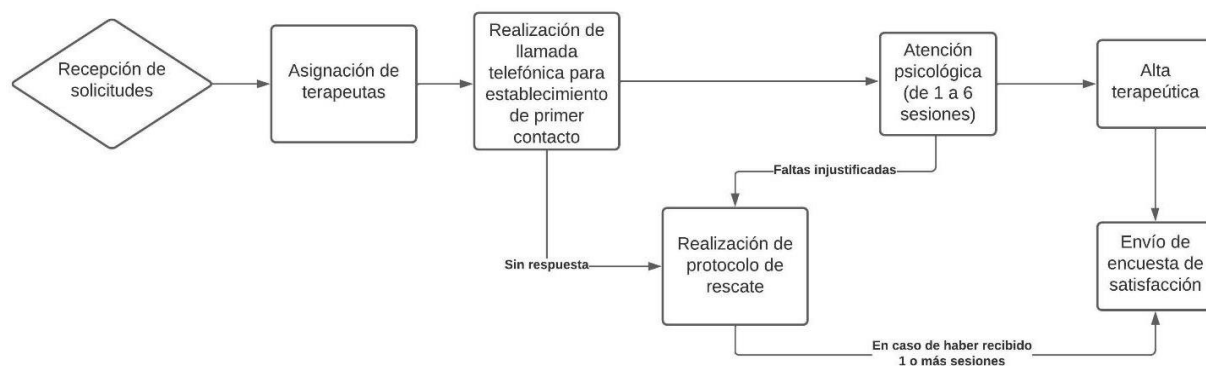 Recepción de
solicitudes
Asignación de
terapeutas
Realización de
llamada
telefónica para
establecimiento
de primer
contacto
Atención
psicológica
(de 1 a 6
sesiones)
Alta
terapeútica
Faltas injustificadas
Sin respuesta
Realización de
protocolo de
rescate
Envío de
encuesta de
satisfacción
En caso de haber recibido
1 o más sesiones